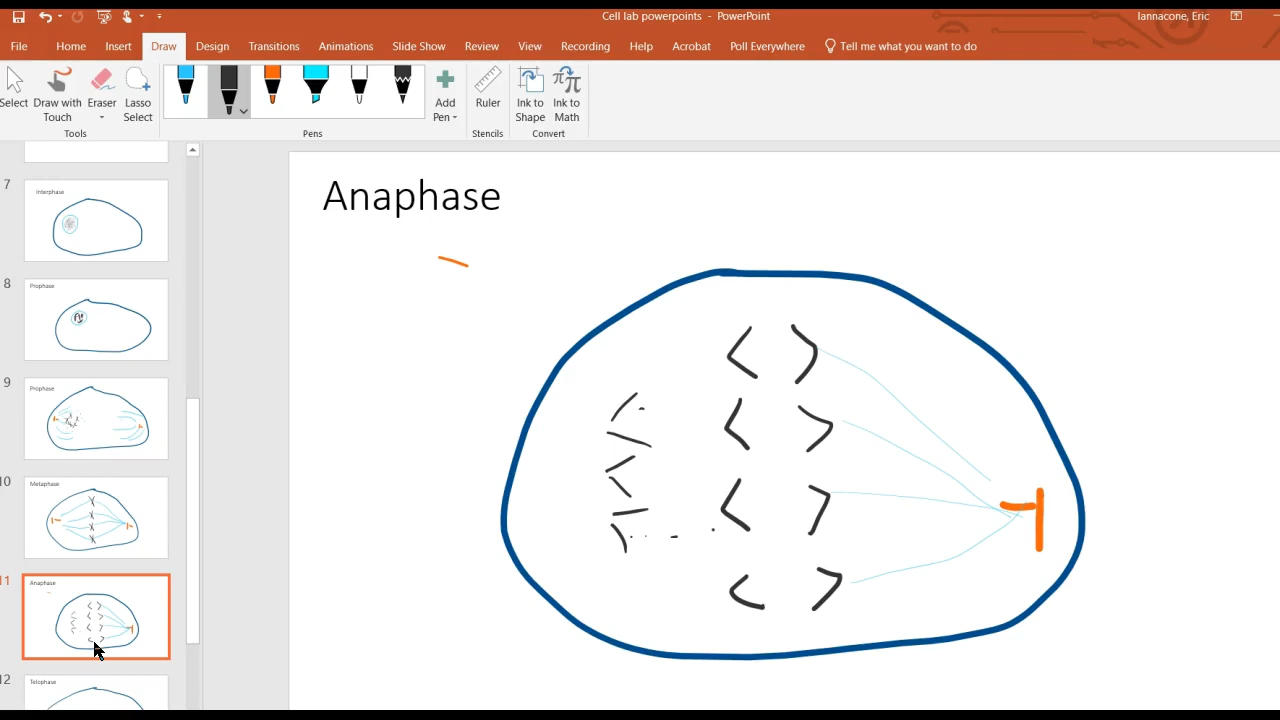 Cell lab powerpoints - PowerPoint
Iannacone, Eric
File Home Insert Draw Design Transitions Animations Slide Show Review View Recording Help Acrobat Poll Everywhere Tell me what you want to do
Select
Draw with Touch
Eraser
Lasso Select
Add Pen
Ruler
Ink to Shape
Ink to Math
Tools
Pens
Stencils
Convert
7
Interphase
8
Prophase
9
Prophase
10
Metaphase
11
Anaphase
12
Telophase
Anaphase